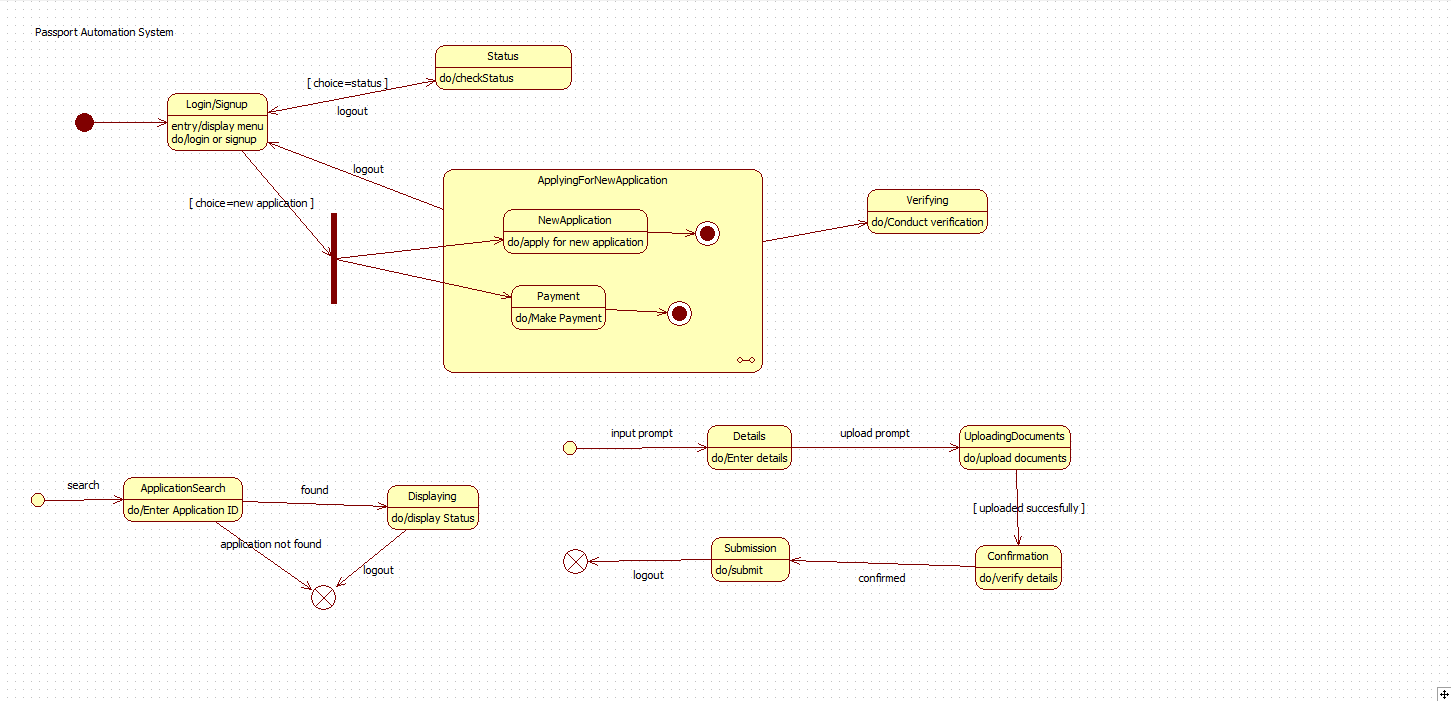 Passport Automation System
Status
do/checkStatus
[ choice=status ]
logout
Login/Signup
entry/display menu
do/login or signup
logout
[ choice=new application ]
ApplyingForNewApplication
NewApplication
do/apply for new application
Payment
do/Make Payment
Verifying
do/Conduct verification
search
ApplicationSearch
do/Enter Application ID
found
Displaying
do/display Status
application not found
logout
input prompt
Details
do/Enter details
upload prompt
UploadingDocuments
do/upload documents
[ uploaded succesfully ]
Confirmation
do/verify details
confirmed
Submission
do/submit
logout